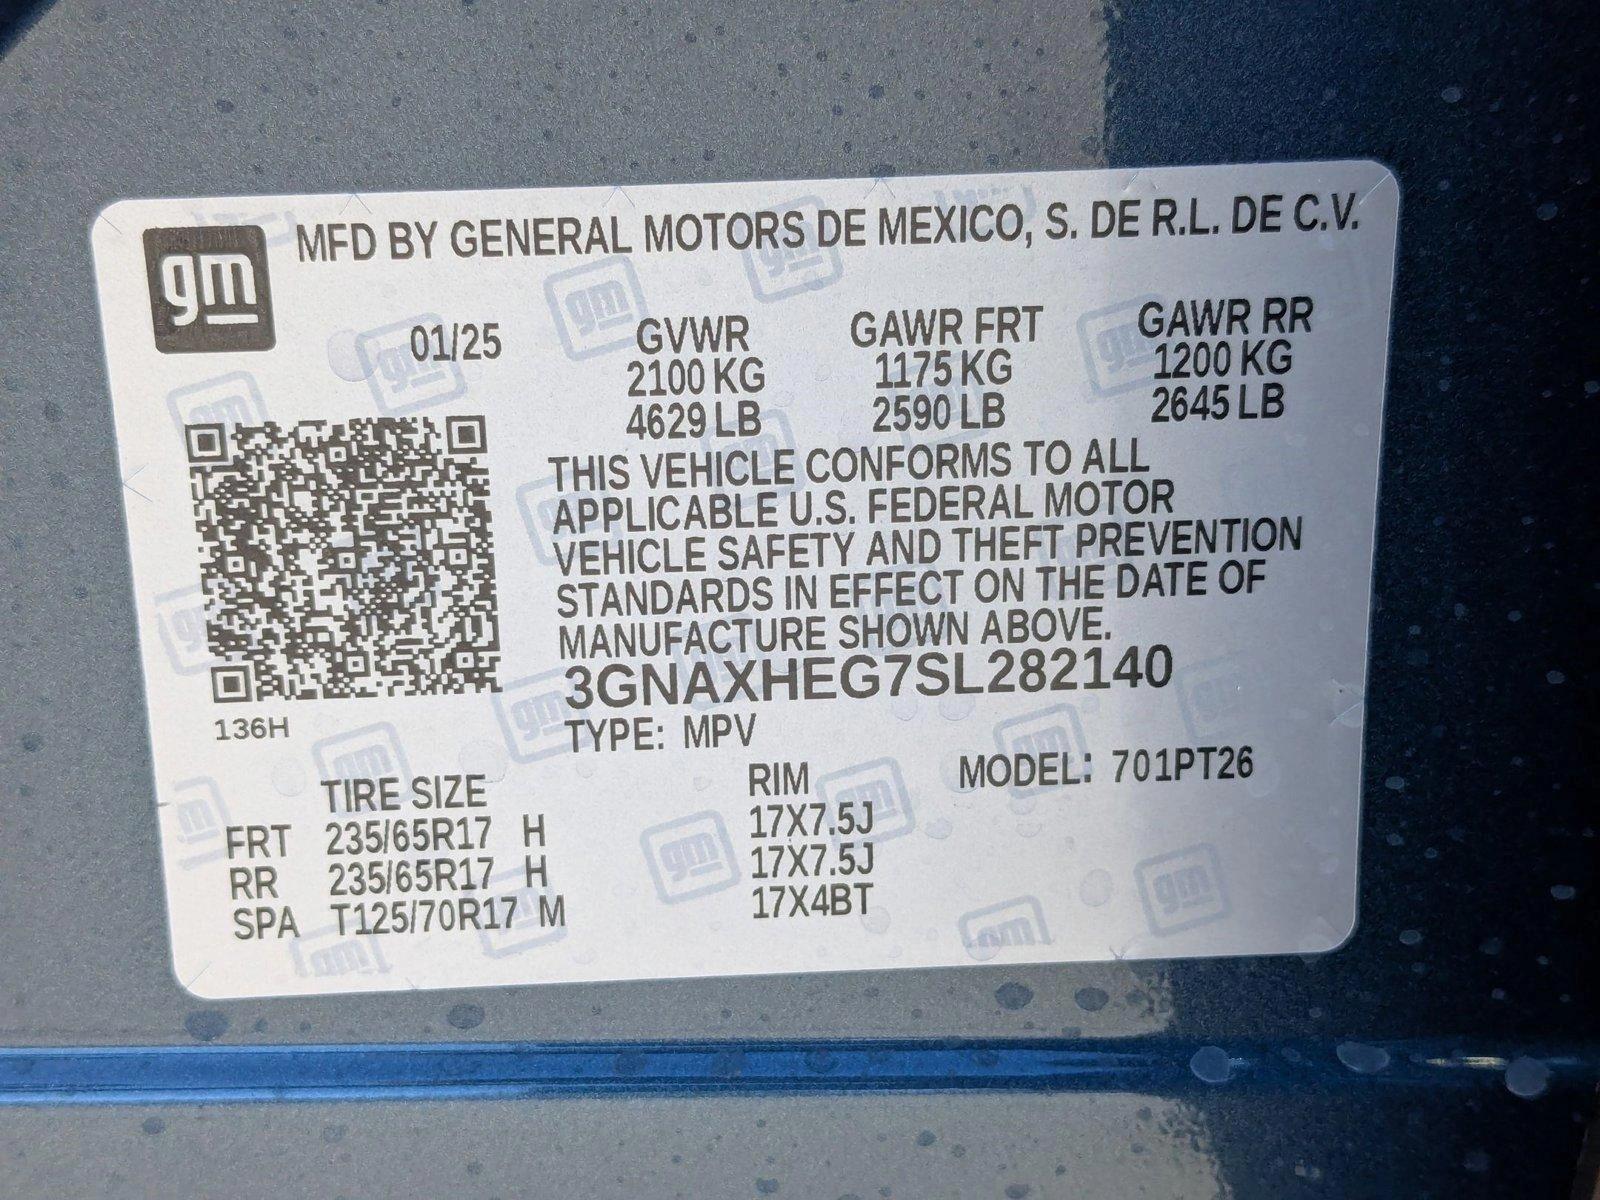 gm MFD BY GENERAL MOTORS DE MEXICO, S. DE R.L. DE C.V.
01/25 GVWR GAWR FRT GAWR RR
2100 KG 1175 KG 1200 KG
4629 LB 2590 LB 2645 LB
THIS VEHICLE CONFORMS TO ALL
APPLICABLE U.S. FEDERAL MOTOR
VEHICLE SAFETY AND THEFT PREVENTION
STANDARDS IN EFFECT ON THE DATE OF
MANUFACTURE SHOWN ABOVE.
3GNAXHEG7SL282140
136H
TYPE: MPV
TIRE SIZE RIM MODEL: 701PT26
FRT 235/65R17 H 17X7.5J
RR 235/65R17 H 17X7.5J
SPA T125/70R17 M 17X4BT